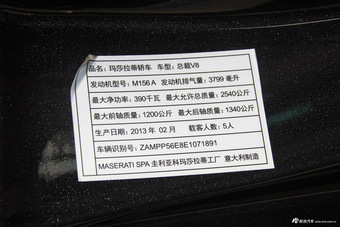 品名：玛莎拉蒂轿车 车型：总裁V8
发动机型号：M156 A 发动机排气量：3799 毫升
最大净功率：390千瓦 最大允许总质量：2540公斤
最大前轴质量：1200公斤 最大后轴质量：1340公斤
生产日期：2013 年 02 月 载客人数：5人
车辆识别号：ZAMPP56E8E1071891
MASERATI SPA 圭利亚科玛莎拉蒂工厂 意大利制造